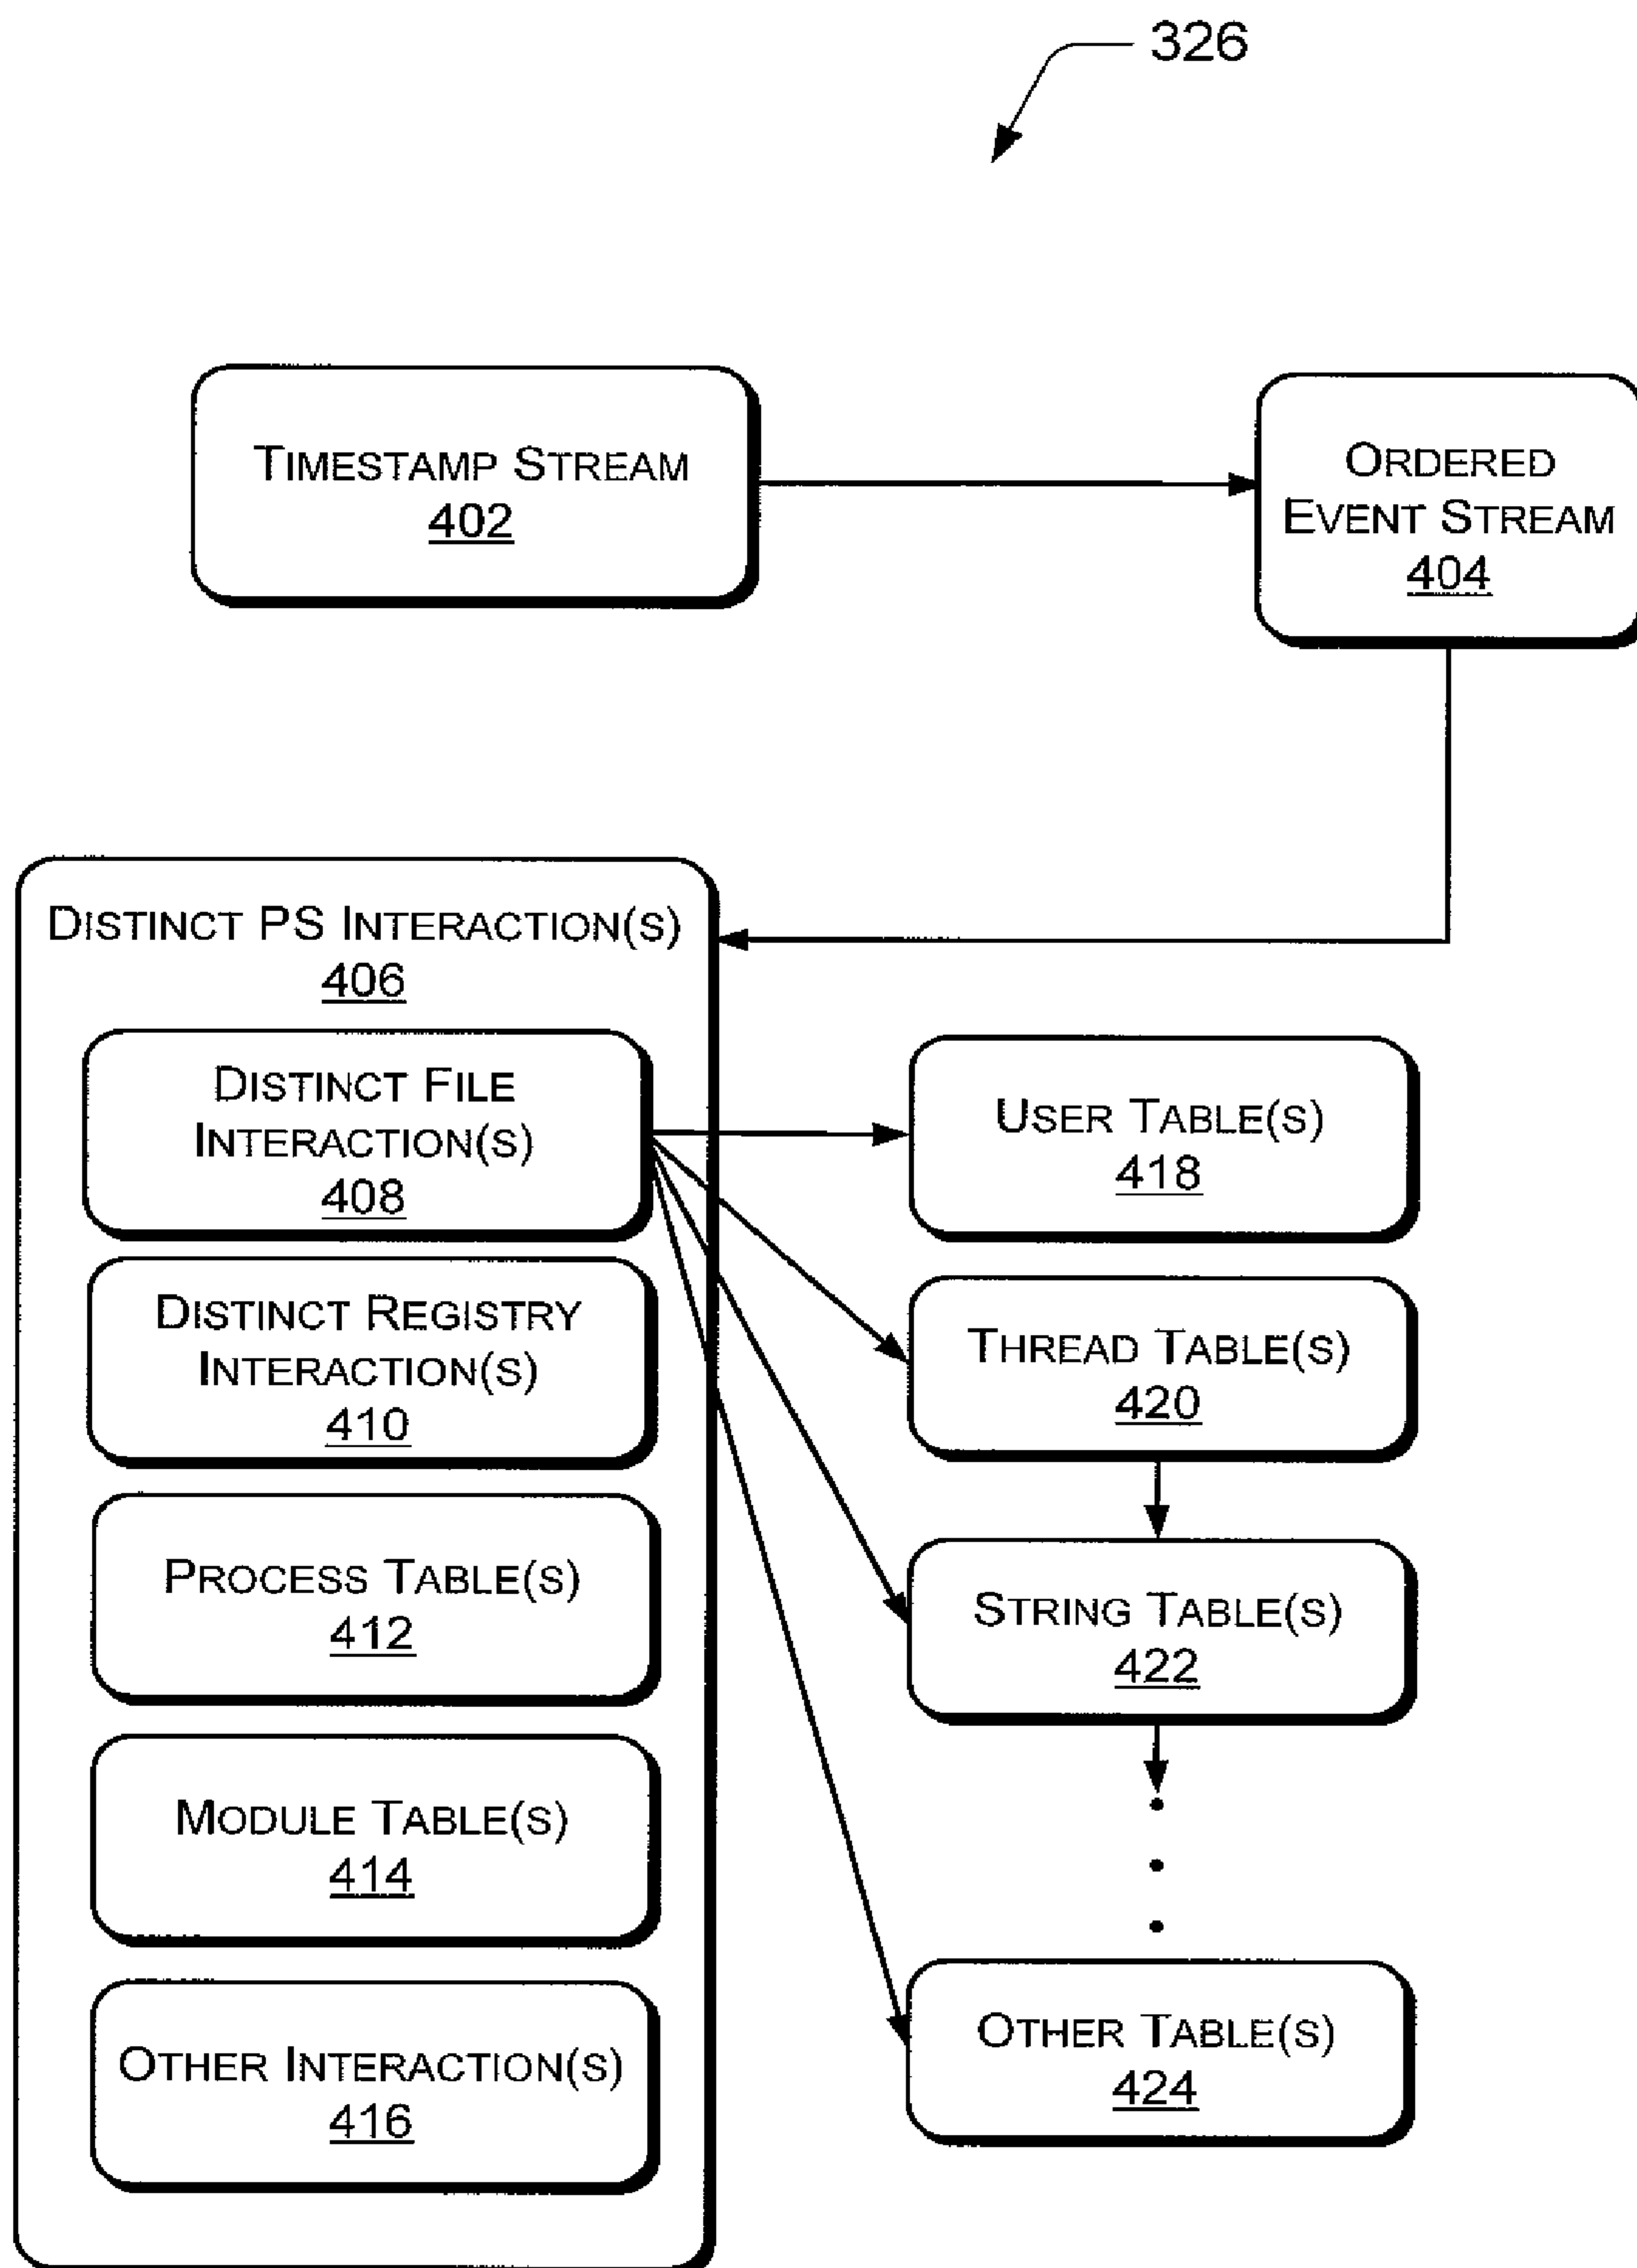 326
TIMESTAMP STREAM
402
ORDERED
EVENT STREAM
404
DISTINCT PS INTERACTION(S)
406
DISTINCT FILE
INTERACTION(S)
408
DISTINCT REGISTRY
INTERACTION(S)
410
PROCESS TABLE(S)
412
MODULE TABLE(S)
414
OTHER INTERACTION(S)
416
USER TABLE(S)
418
THREAD TABLE(S)
420
STRING TABLE(S)
422
OTHER TABLE(S)
424